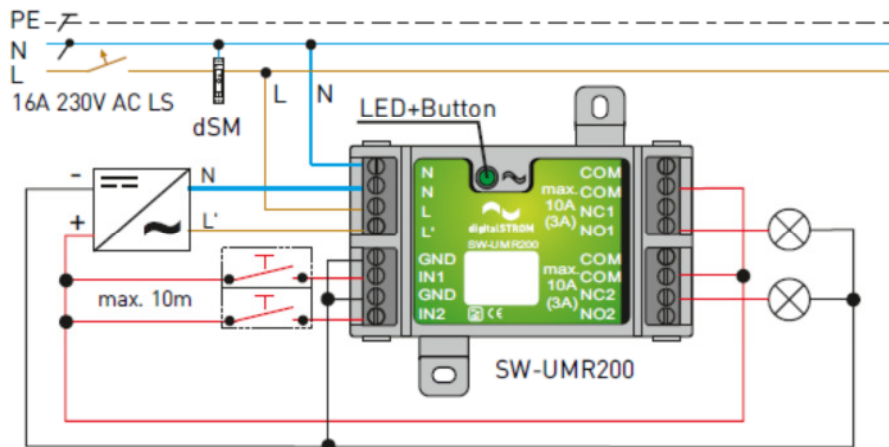 PE
N
L
16A 230V AC LS
dSM
L
N
LED+Button
-
N
+
L'
max. 10m
N
N
L
L'
GND
IN1
GND
IN2
digitalSTROM
SW-UMR200
CE
COM
COM
NC1
NO1
max.
10A
(3A)
COM
COM
NC2
NO2
max.
10A
(3A)
SW-UMR200